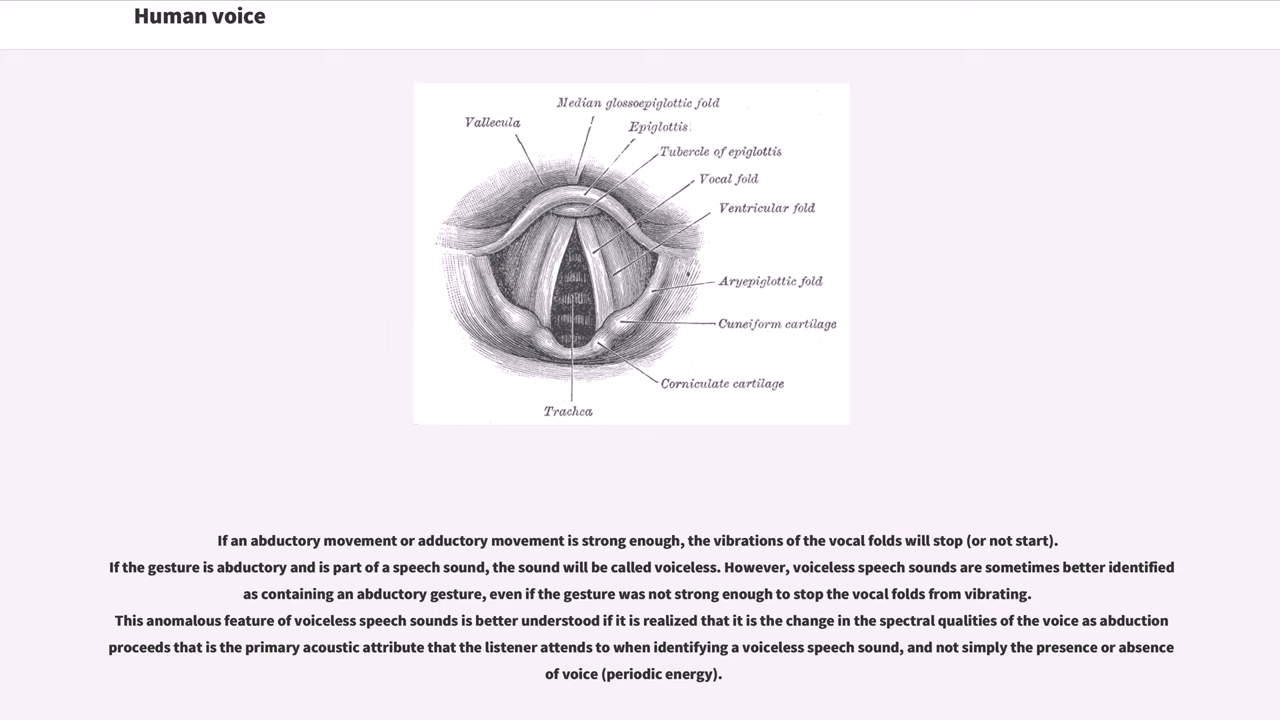 Human voice
Median glossoepiglottic fold
Vallecula
Epiglottis
Tubercle of epiglottis
Vocal fold
Ventricular fold
Aryepiglottic fold
Cuneiform cartilage
Corniculate cartilage
Trachea
If an abductory movement or adductory movement is strong enough, the vibrations of the vocal folds will stop (or not start).
If the gesture is abductory and is part of a speech sound, the sound will be called voiceless. However, voiceless speech sounds are sometimes better identified
as containing an abductory gesture, even if the gesture was not strong enough to stop the vocal folds from vibrating.
This anomalous feature of voiceless speech sounds is better understood if it is realized that it is the change in the spectral qualities of the voice as abduction
proceeds that is the primary acoustic attribute that the listener attends to when identifying a voiceless speech sound, and not simply the presence or absence
of voice (periodic energy).